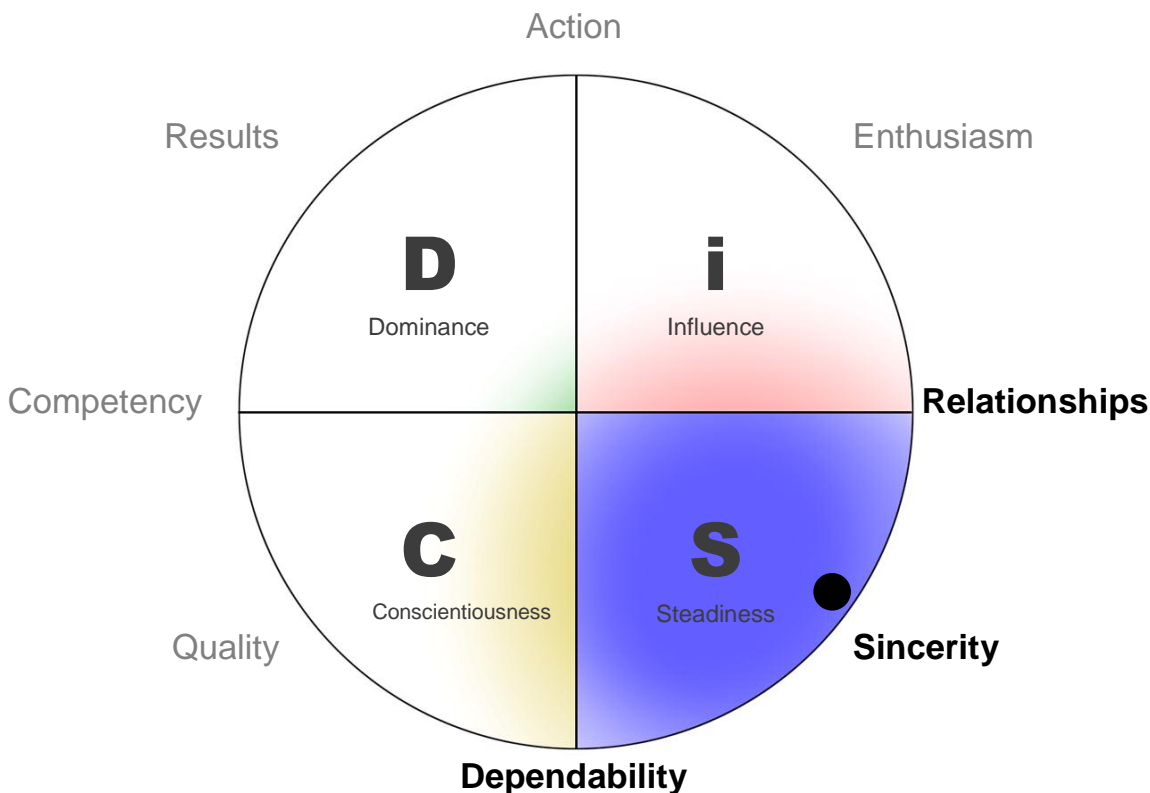 Action
Results
Enthusiasm
D
i
Dominance
Influence
Competency
Relationships
C
S
Conscientiousness
Steadiness
Quality
Sincerity
Dependability